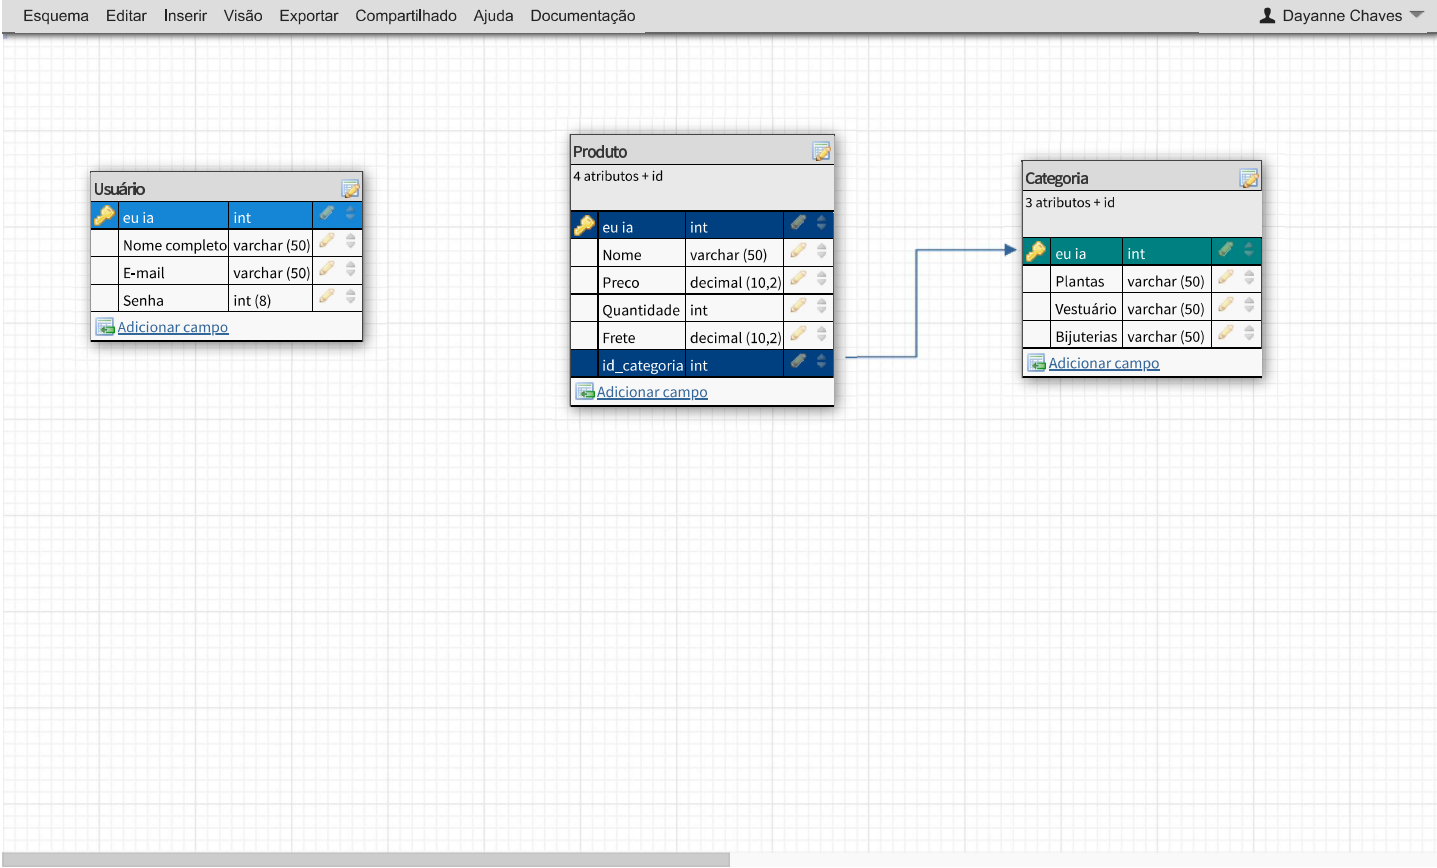 Esquema Editar Inserir Visão Exportar Compartilhado Ajuda Documentação Dayanne Chaves
Usuário
eu ia int
Nome completo varchar (50)
E-mail varchar (50)
Senha int (8)
Adicionar campo
Produto
4 atributos + id
eu ia int
Nome varchar (50)
Preco decimal (10,2)
Quantidade int
Frete decimal (10,2)
id_categoria int
Adicionar campo
Categoria
3 atributos + id
eu ia int
Plantas varchar (50)
Vestuário varchar (50)
Bijuterias varchar (50)
Adicionar campo